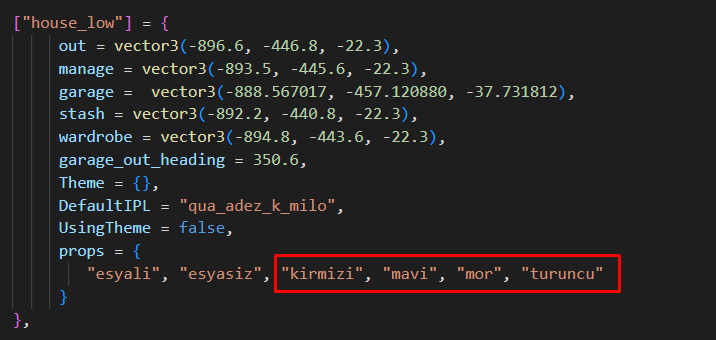 ["house_low"] = {
out = vector3(-896.6, -446.8, -22.3),
manage = vector3(-893.5, -445.6, -22.3),
garage =  vector3(-888.567017, -457.120880, -37.731812),
stash = vector3(-892.2, -440.8, -22.3),
wardrobe = vector3(-894.8, -443.6, -22.3),
garage_out_heading = 350.6,
Theme = {},
DefaultIPL = "qua_adez_k_milo",
UsingTheme = false,
props = {
"esyali", "esyasiz", "kirmizi", "mavi", "mor", "turuncu"
}
},